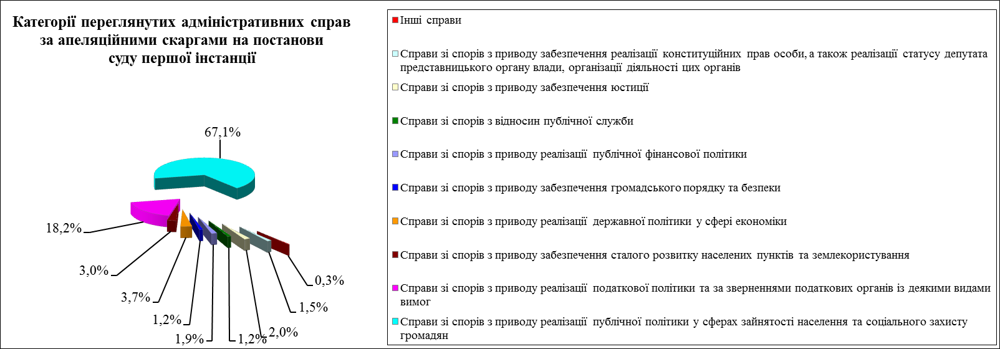 Категорії переглянутих адміністративних справ
за апеляційними скаргами на постанови
суду першої інстанції
67,1%
18,2%
3,0%
3,7%
1,2%
1,9%
1,2%
2,0%
1,5%
0,3%
Інші справи
Справи зі спорів з приводу забезпечення реалізації конституційних прав особи, а також реалізації статусу депутата
представницького органу влади, організації діяльності цих органів
Справи зі спорів з приводу забезпечення юстиції
Справи зі спорів з відносин публічної служби
Справи зі спорів з приводу реалізації публічної фінансової політики
Справи зі спорів з приводу забезпечення громадського порядку та безпеки
Справи зі спорів з приводу реалізації державної політики у сфері економіки
Справи зі спорів з приводу забезпечення сталого розвитку населених пунктів та землекористування
Справи зі спорів з приводу реалізації податкової політики та за зверненнями податкових органів із деякими видами
вимог
Справи зі спорів з приводу реалізації публічної політики у сферах зайнятості населення та соціального захисту
громадян